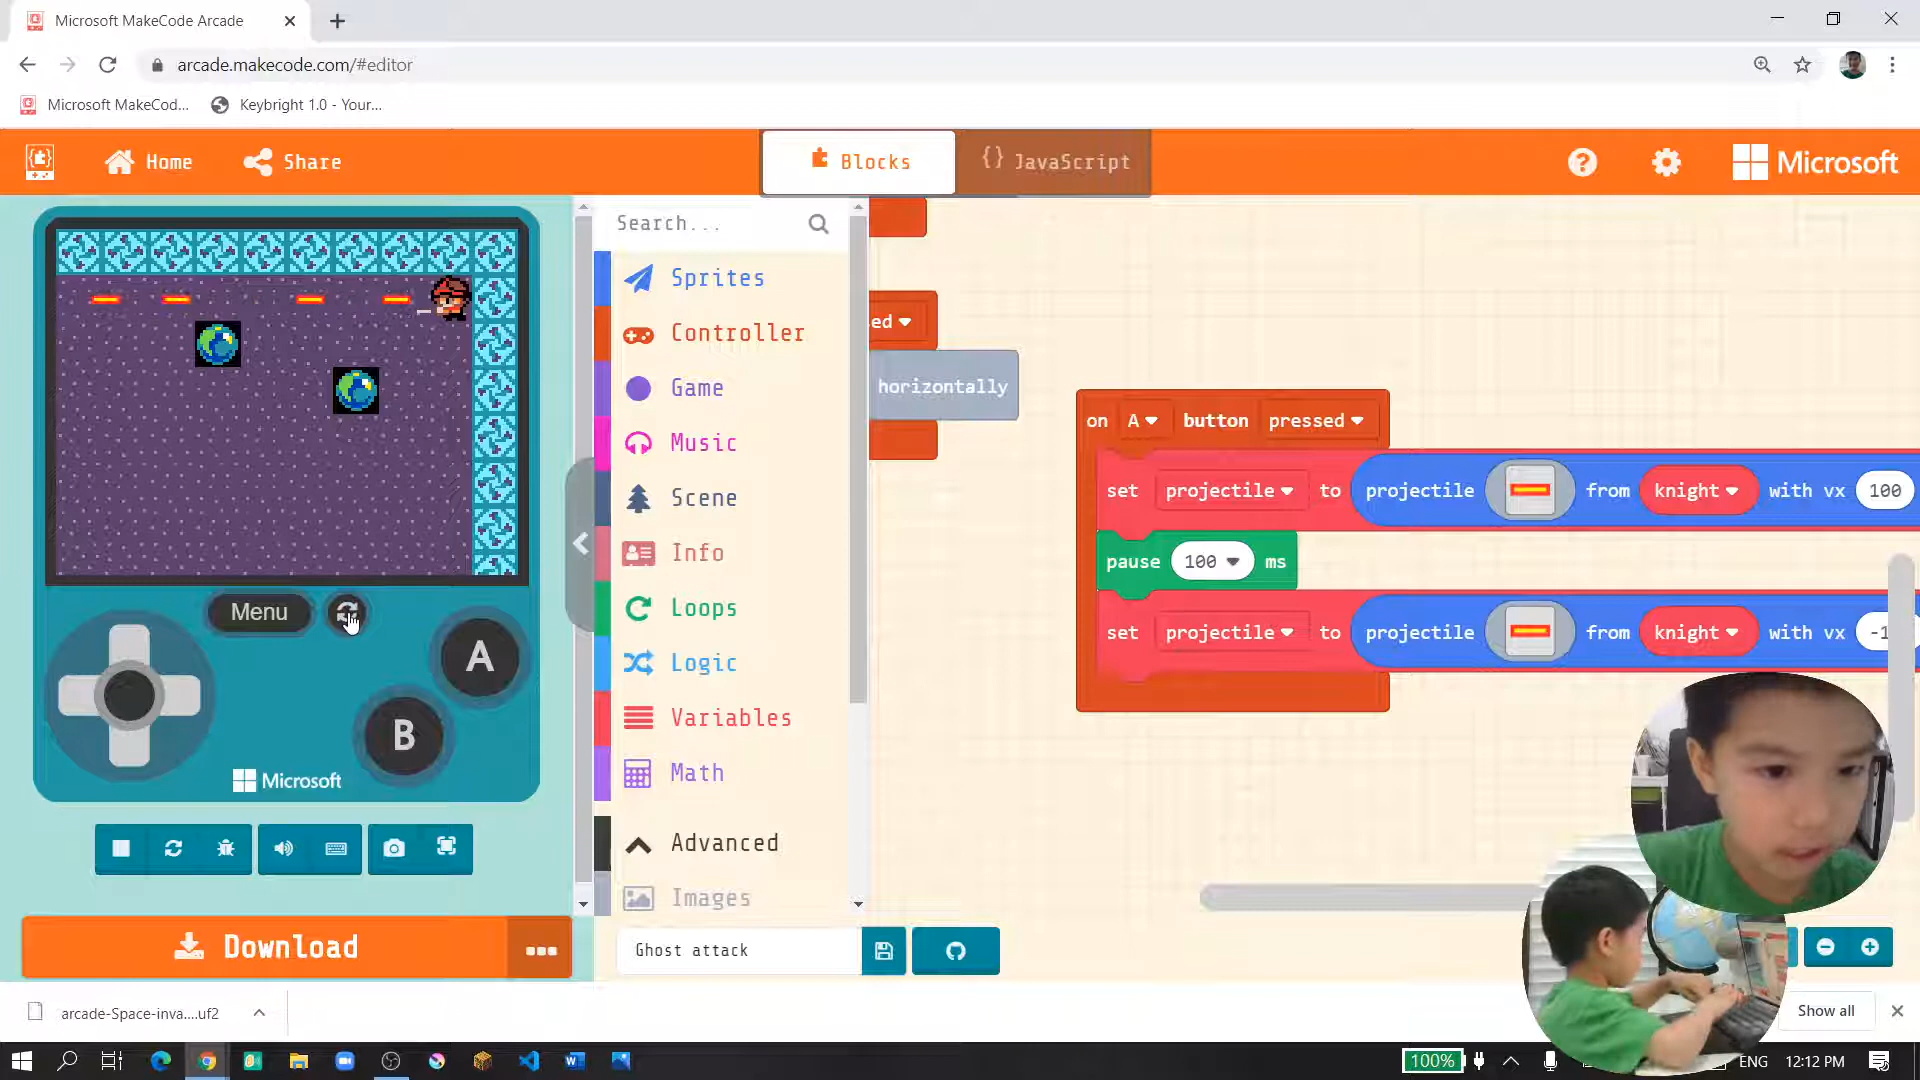 Microsoft MakeCode Arcade
arcade.makecode.com/#editor
Microsoft MakeCod...
Keybright 1.0 - Your...
Home
Share
Blocks
{} JavaScript
Microsoft
Search...
Sprites
Controller
Game
Music
Scene
Info
Loops
Logic
Variables
Math
Advanced
Images
horizontally
on A button pressed
set projectile to projectile from knight with vx 100
pause 100 ms
set projectile to projectile from knight with vx -1
Menu
A
B
Microsoft
Download
Ghost attack
arcade-Space-inva....uf2
Show all
100%
ENG
12:12 PM